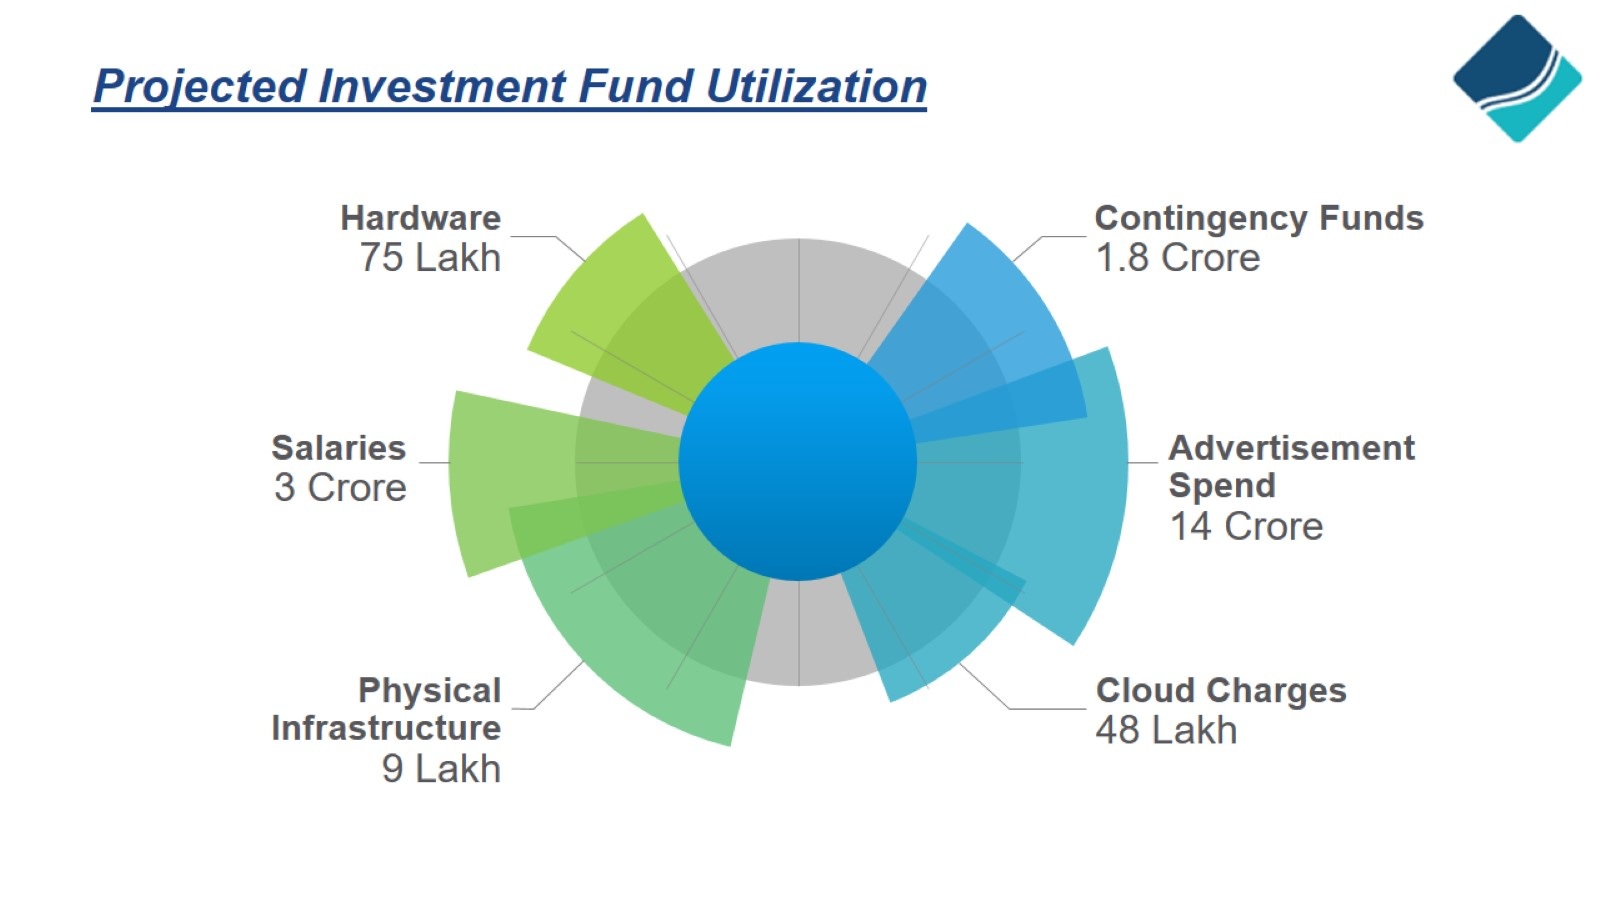 Projected Investment Fund Utilization
Hardware
75 Lakh
Contingency Funds
1.8 Crore
Salaries
3 Crore
Advertisement
Spend
14 Crore
Physical
Infrastructure
9 Lakh
Cloud Charges
48 Lakh